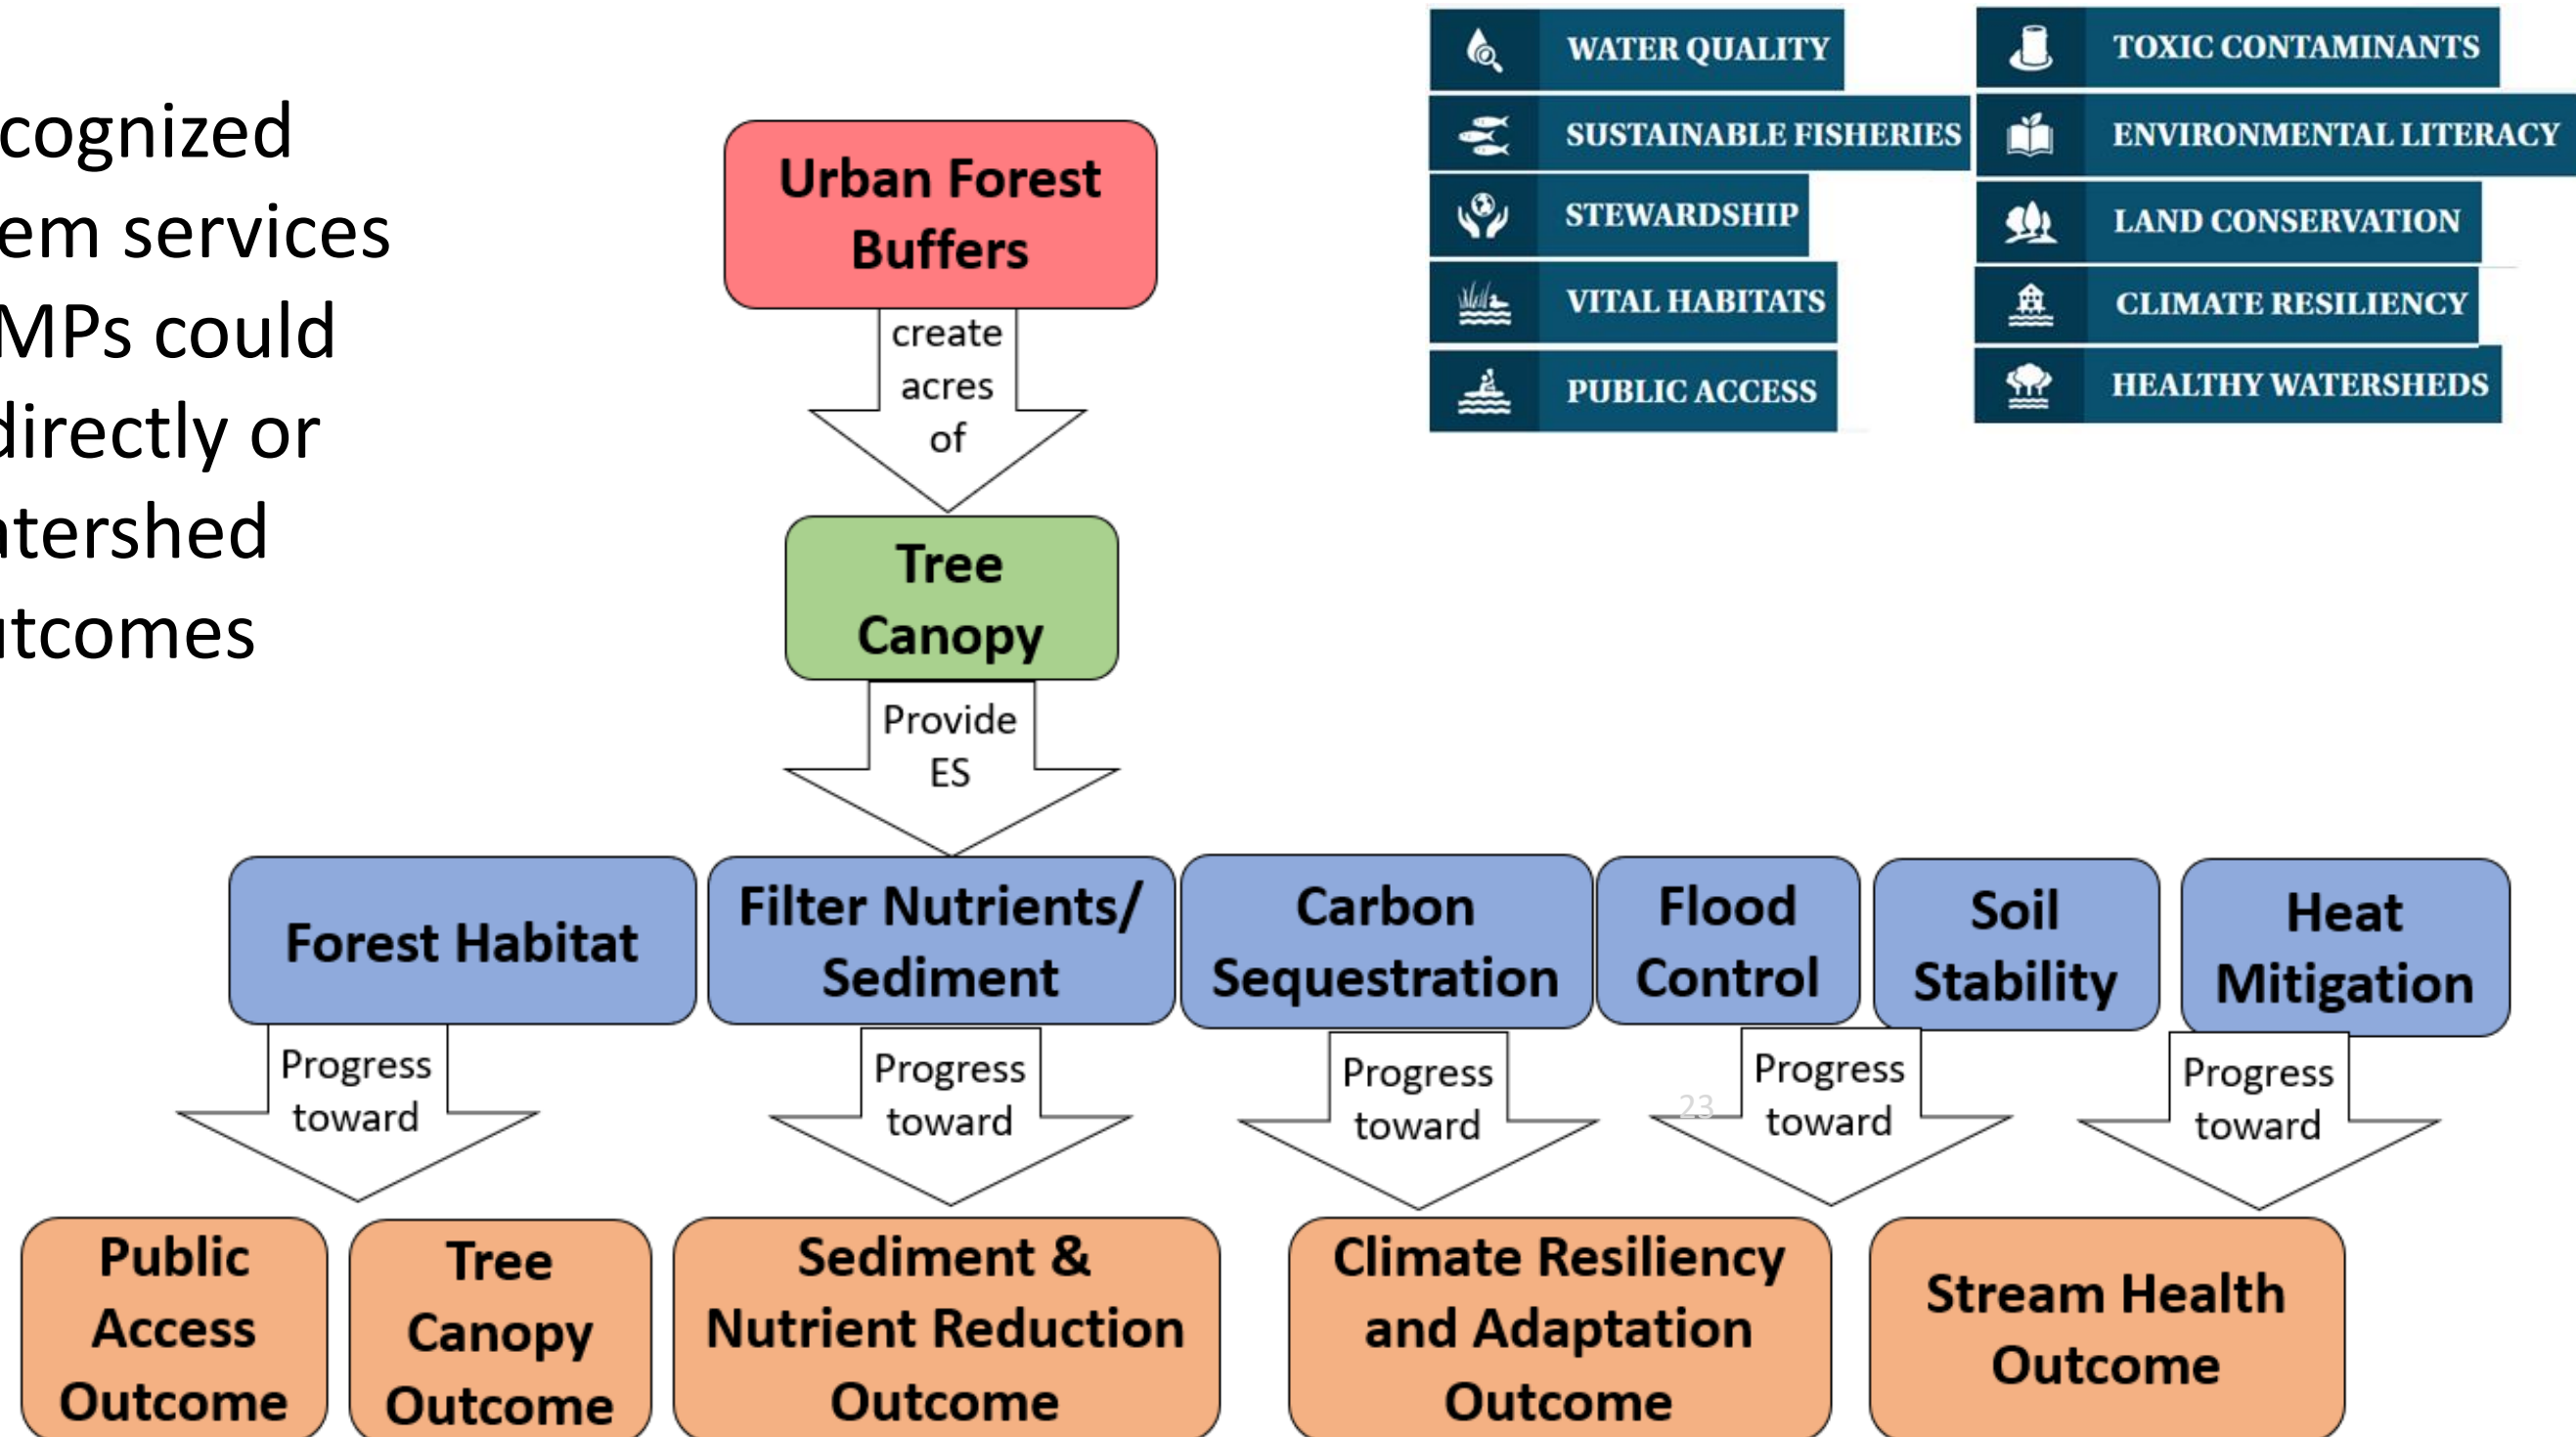 cognized
em services
MPs could
directly or
atershed
utcomes
WATER QUALITY
SUSTAINABLE FISHERIES
STEWARDSHIP
VITAL HABITATS
PUBLIC ACCESS
TOXIC CONTAMINANTS
ENVIRONMENTAL LITERACY
LAND CONSERVATION
CLIMATE RESILIENCY
HEALTHY WATERSHEDS
Urban Forest
Buffers
create
acres
of
Tree
Canopy
Provide
ES
Forest Habitat
Filter Nutrients/
Sediment
Carbon
Sequestration
Flood
Control
Soil
Stability
Heat
Mitigation
Progress
toward
Progress
toward
Progress
toward
Progress
toward
23
Progress
toward
Public
Access
Outcome
Tree
Canopy
Outcome
Sediment &
Nutrient Reduction
Outcome
Climate Resiliency
and Adaptation
Outcome
Stream Health
Outcome